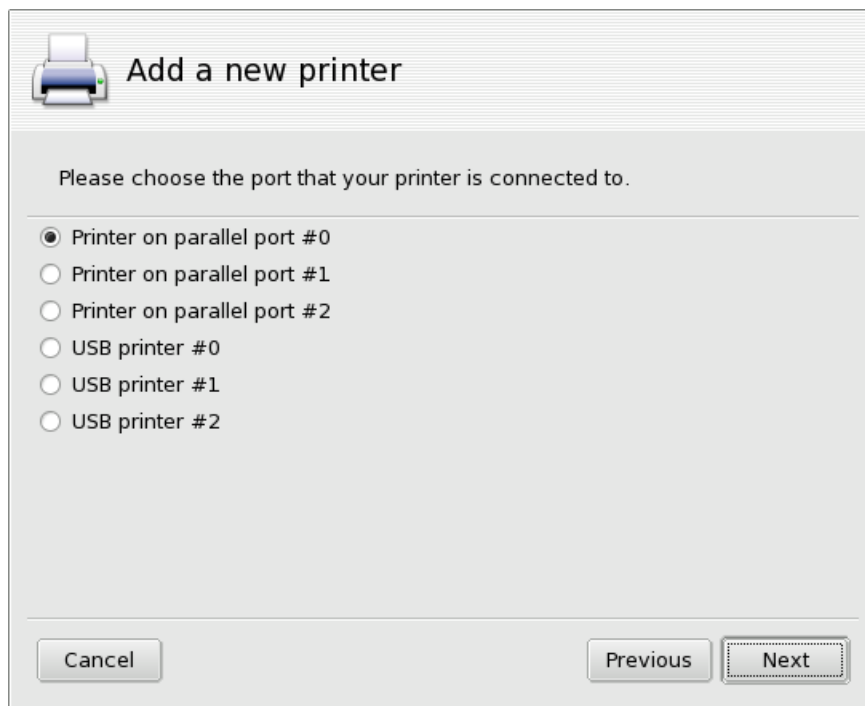 Add a new printer
Please choose the port that your printer is connected to.
Printer on parallel port #0
Printer on parallel port #1
Printer on parallel port #2
USB printer #0
USB printer #1
USB printer #2
Cancel
Previous
Next